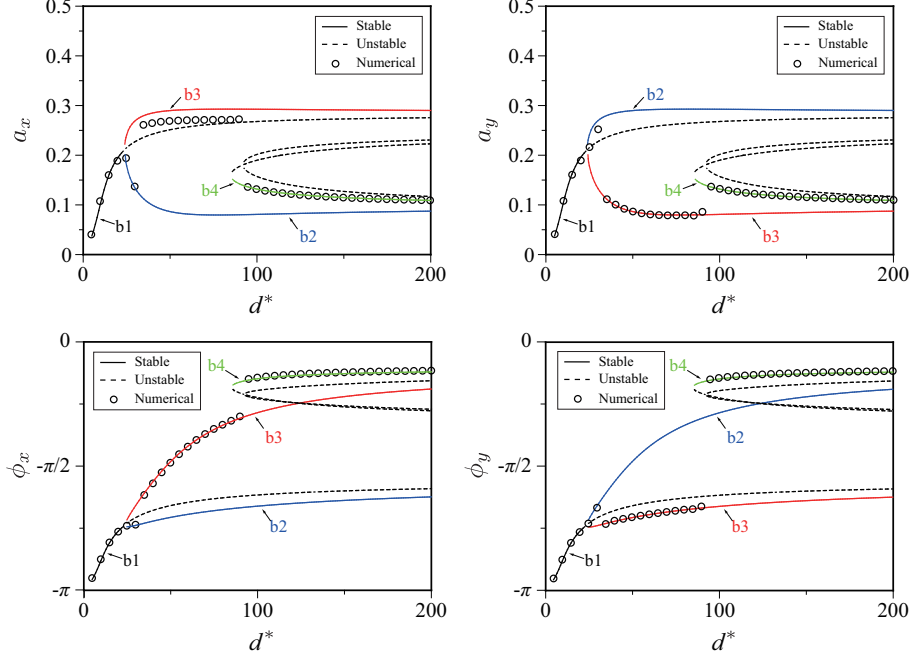 0.5
0.4
0.3
0.2
0.1
0
a_x
Stable
Unstable
Numerical
b3
b4
b1
b2
0
100
200
d*
0.5
0.4
0.3
0.2
0.1
0
a_y
Stable
Unstable
Numerical
b2
b4
b1
b3
0
100
200
d*
0
-π/2
-π
ϕ_x
Stable
Unstable
Numerical
b4
b3
b2
b1
0
100
200
d*
0
-π/2
-π
ϕ_y
Stable
Unstable
Numerical
b4
b2
b3
b1
0
100
200
d*